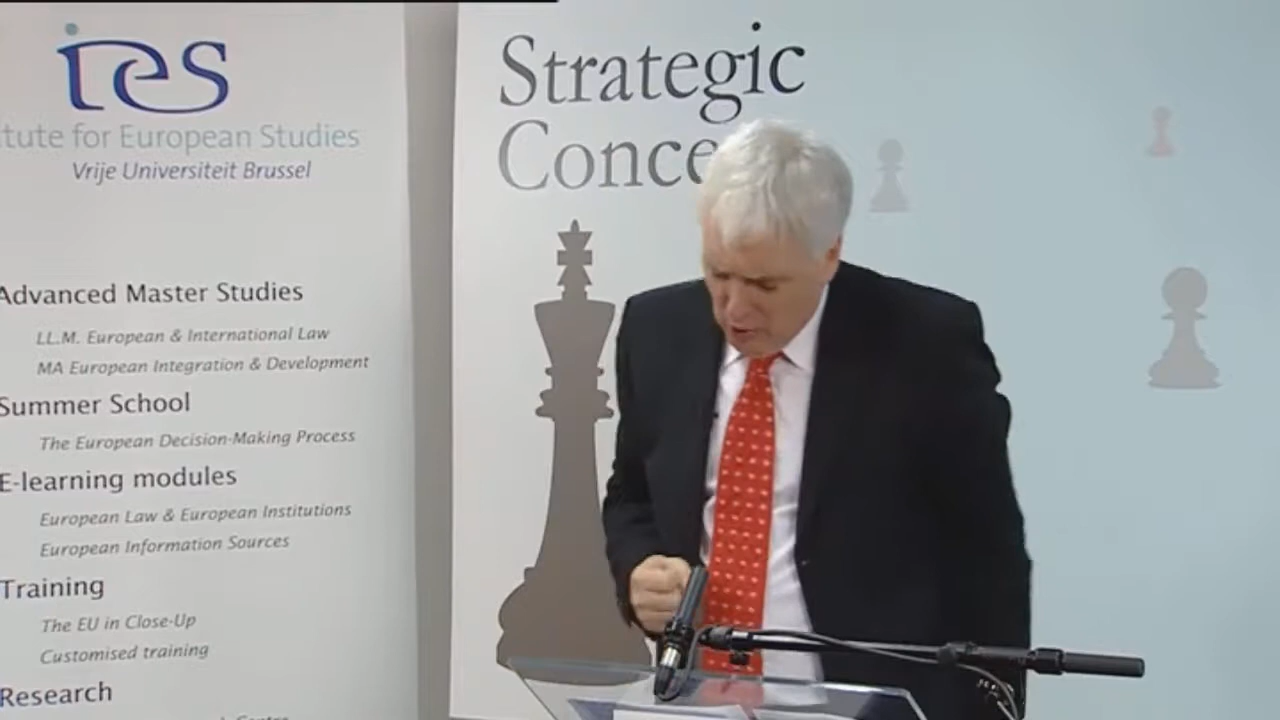 ies
tute for European Studies
Vrije Universiteit Brussel
Advanced Master Studies
LL.M. European & International Law
MA European Integration & Development
Summer School
The European Decision-Making Process
E-learning modules
European Law & European Institutions
European Information Sources
Training
The EU in Close-Up
Customised training
Research
Strategic
Conce